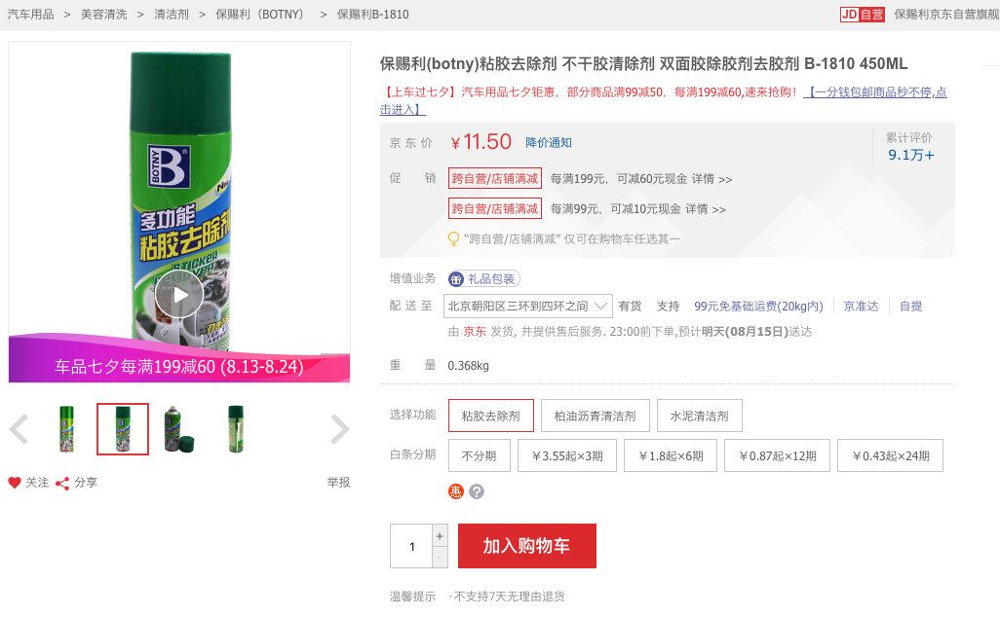 汽车用品 > 美容清洗 > 清洁剂 > 保赐利（BOTNY） > 保赐利B-1810
JD 自营 保赐利京东自营旗舰
保赐利(botny)粘胶去除剂 不干胶清除剂 双面胶除胶剂去胶剂 B-1810 450ML
【上车过七夕】汽车用品七夕钜惠，部分商品满99减50，每满199减60,速来抢购！【一分钱包邮商品秒不停,点
击进入】
京东价 ￥11.50 降价通知
累计评价
9.1万+
促销 跨自营/店铺满减 每满199元，可减60元现金 详情 >>
跨自营/店铺满减 每满99元，可减10元现金 详情 >>
“跨自营/店铺满减” 仅可在购物车任选其一
BOTNY
B
New
多功能
粘胶去除剂
STICKER
车品七夕每满199减60 (8.13-8.24)
增值业务 礼品包装
配送至 北京朝阳区三环到四环之间 有货 支持 99元免基础运费(20kg内) 京准达 自提
由 京东 发货, 并提供售后服务. 23:00前下单,预计明天(08月15日)送达
重量 0.368kg
选择功能 粘胶去除剂 柏油沥青清洁剂 水泥清洁剂
白条分期 不分期 ￥3.55起×3期 ￥1.8起×6期 ￥0.87起×12期 ￥0.43起×24期
惠 ?
关注 分享 举报
1 + - 加入购物车
温馨提示 ·不支持7天无理由退货